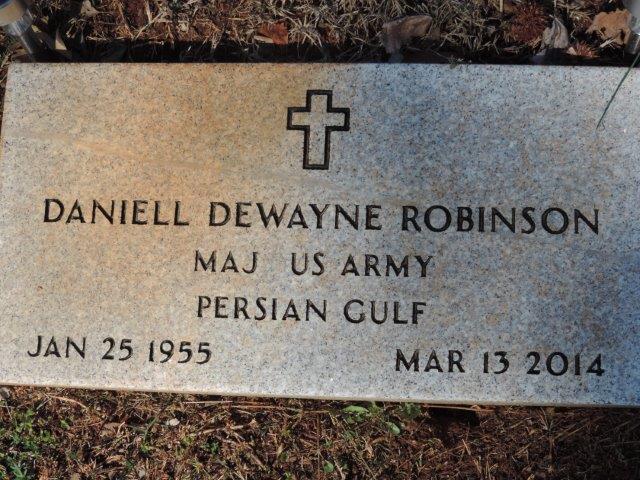 DANIELL DEWAYNE ROBINSON
MAJ US ARMY
PERSIAN GULF
JAN 25 1955 MAR 13 2014